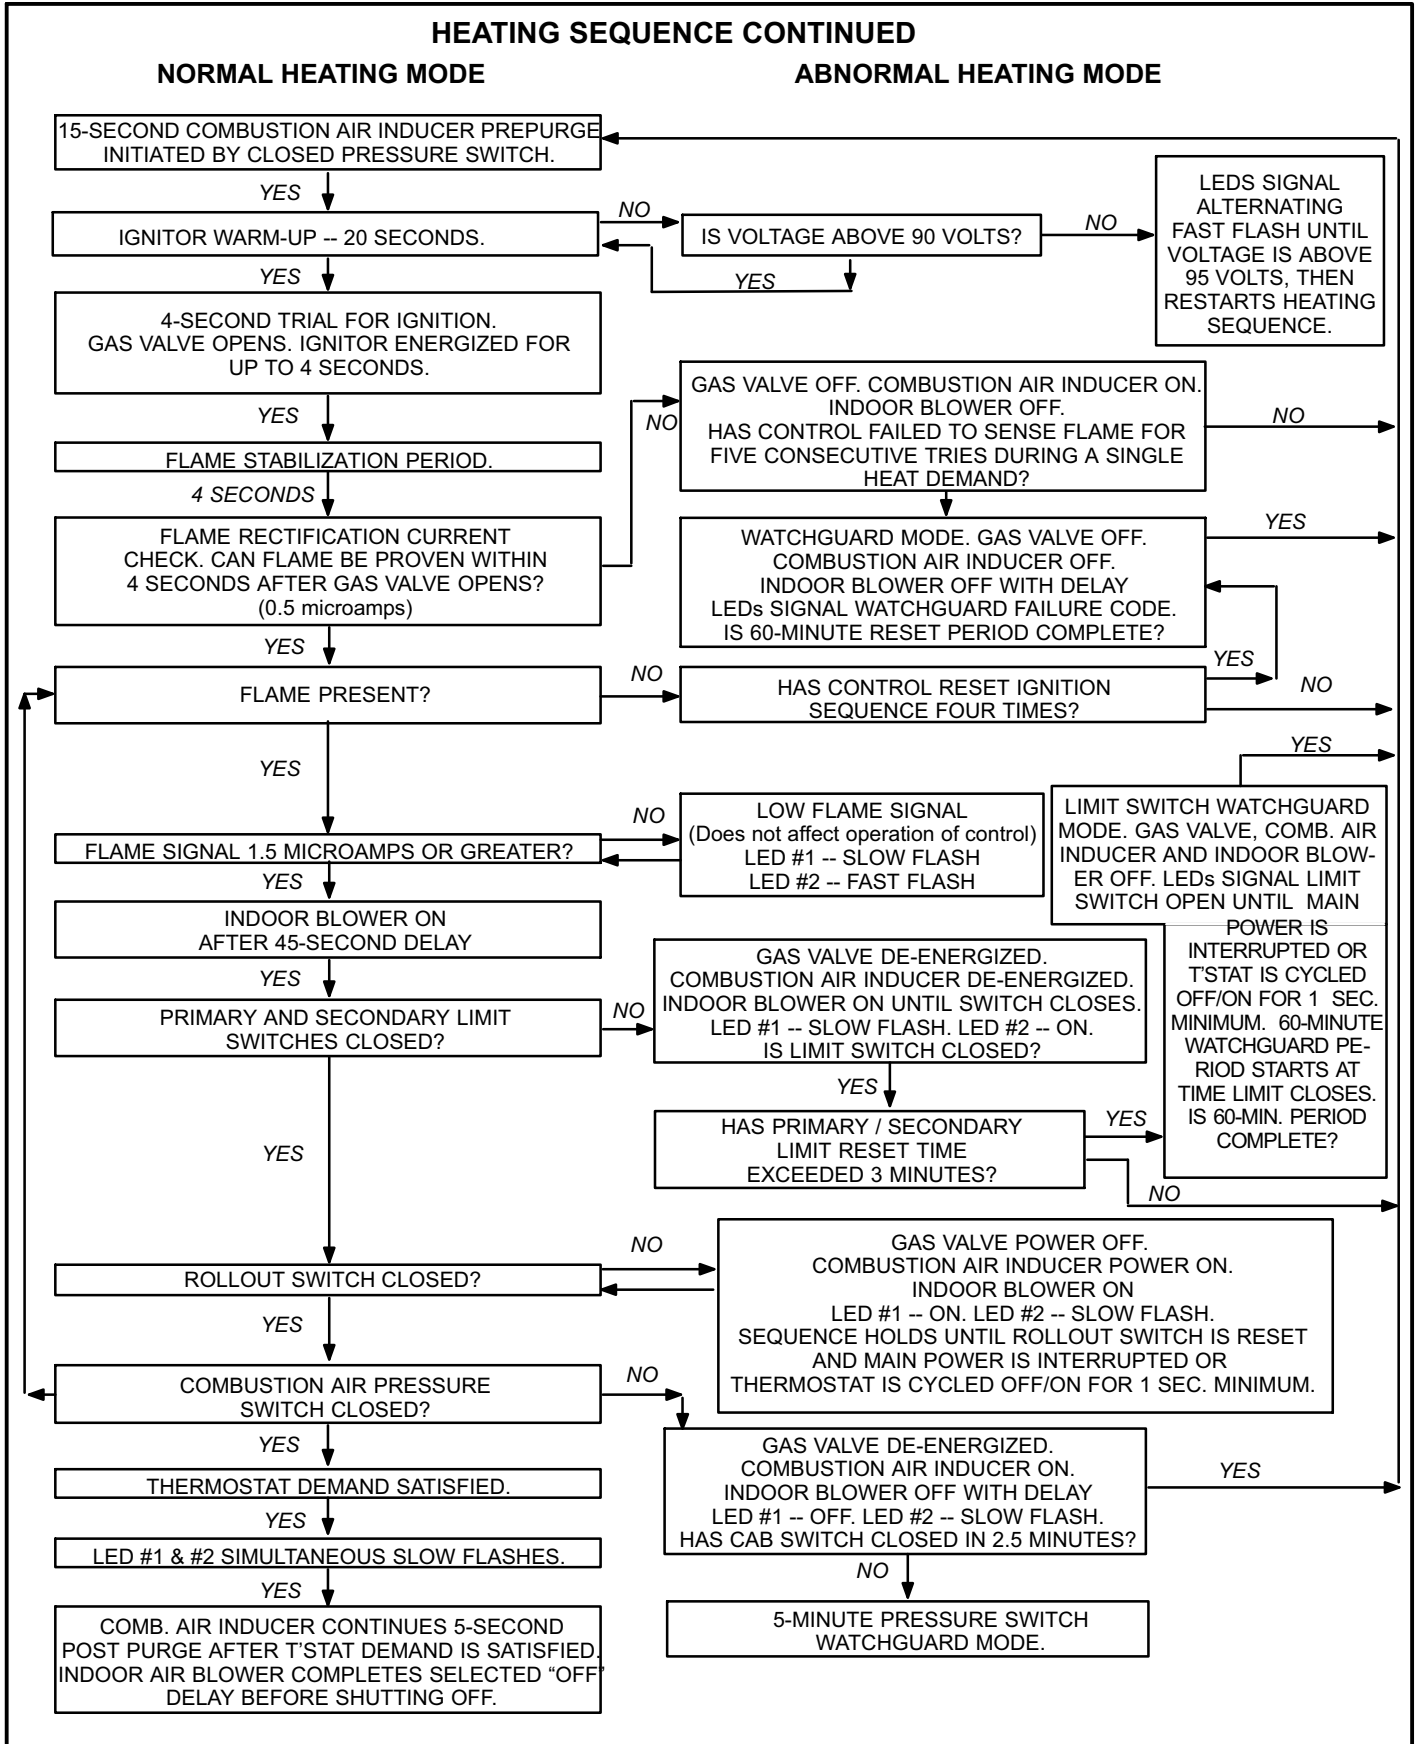 HEATING SEQUENCE CONTINUED
NORMAL HEATING MODE
ABNORMAL HEATING MODE
15-SECOND COMBUSTION AIR INDUCER PREPURGE
INITIATED BY CLOSED PRESSURE SWITCH.
YES
IGNITOR WARM-UP -- 20 SECONDS.
NO
IS VOLTAGE ABOVE 90 VOLTS?
YES
NO
LEDS SIGNAL
ALTERNATING
FAST FLASH UNTIL
VOLTAGE IS ABOVE
95 VOLTS, THEN
RESTARTS HEATING
SEQUENCE.
YES
4-SECOND TRIAL FOR IGNITION.
GAS VALVE OPENS. IGNITOR ENERGIZED FOR
UP TO 4 SECONDS.
YES
FLAME STABILIZATION PERIOD.
4 SECONDS
FLAME RECTIFICATION CURRENT
CHECK. CAN FLAME BE PROVEN WITHIN
4 SECONDS AFTER GAS VALVE OPENS?
(0.5 microamps)
NO
GAS VALVE OFF. COMBUSTION AIR INDUCER ON.
INDOOR BLOWER OFF.
HAS CONTROL FAILED TO SENSE FLAME FOR
FIVE CONSECUTIVE TRIES DURING A SINGLE
HEAT DEMAND?
NO
WATCHGUARD MODE. GAS VALVE OFF.
COMBUSTION AIR INDUCER OFF.
INDOOR BLOWER OFF WITH DELAY
LEDs SIGNAL WATCHGUARD FAILURE CODE.
IS 60-MINUTE RESET PERIOD COMPLETE?
YES
YES
FLAME PRESENT?
NO
HAS CONTROL RESET IGNITION
SEQUENCE FOUR TIMES?
YES
NO
YES
FLAME SIGNAL 1.5 MICROAMPS OR GREATER?
NO
LOW FLAME SIGNAL
(Does not affect operation of control)
LED #1 -- SLOW FLASH
LED #2 -- FAST FLASH
YES
LIMIT SWITCH WATCHGUARD
MODE. GAS VALVE, COMB. AIR
INDUCER AND INDOOR BLOW-
ER OFF. LEDs SIGNAL LIMIT
SWITCH OPEN UNTIL MAIN
POWER IS
INTERRUPTED OR
T'STAT IS CYCLED
OFF/ON FOR 1 SEC.
MINIMUM. 60-MINUTE
WATCHGUARD PE-
RIOD STARTS AT
TIME LIMIT CLOSES.
IS 60-MIN. PERIOD
COMPLETE?
YES
INDOOR BLOWER ON
AFTER 45-SECOND DELAY
YES
PRIMARY AND SECONDARY LIMIT
SWITCHES CLOSED?
NO
GAS VALVE DE-ENERGIZED.
COMBUSTION AIR INDUCER DE-ENERGIZED.
INDOOR BLOWER ON UNTIL SWITCH CLOSES.
LED #1 -- SLOW FLASH. LED #2 -- ON.
IS LIMIT SWITCH CLOSED?
YES
HAS PRIMARY / SECONDARY
LIMIT RESET TIME
EXCEEDED 3 MINUTES?
YES
NO
YES
ROLLOUT SWITCH CLOSED?
NO
GAS VALVE POWER OFF.
COMBUSTION AIR INDUCER POWER ON.
INDOOR BLOWER ON
LED #1 -- ON. LED #2 -- SLOW FLASH.
SEQUENCE HOLDS UNTIL ROLLOUT SWITCH IS RESET
AND MAIN POWER IS INTERRUPTED OR
THERMOSTAT IS CYCLED OFF/ON FOR 1 SEC. MINIMUM.
YES
COMBUSTION AIR PRESSURE
SWITCH CLOSED?
NO
GAS VALVE DE-ENERGIZED.
COMBUSTION AIR INDUCER ON.
INDOOR BLOWER OFF WITH DELAY
LED #1 -- OFF. LED #2 -- SLOW FLASH.
HAS CAB SWITCH CLOSED IN 2.5 MINUTES?
YES
NO
5-MINUTE PRESSURE SWITCH
WATCHGUARD MODE.
YES
THERMOSTAT DEMAND SATISFIED.
YES
LED #1 & #2 SIMULTANEOUS SLOW FLASHES.
YES
COMB. AIR INDUCER CONTINUES 5-SECOND
POST PURGE AFTER T'STAT DEMAND IS SATISFIED.
INDOOR AIR BLOWER COMPLETES SELECTED “OFF”
DELAY BEFORE SHUTTING OFF.